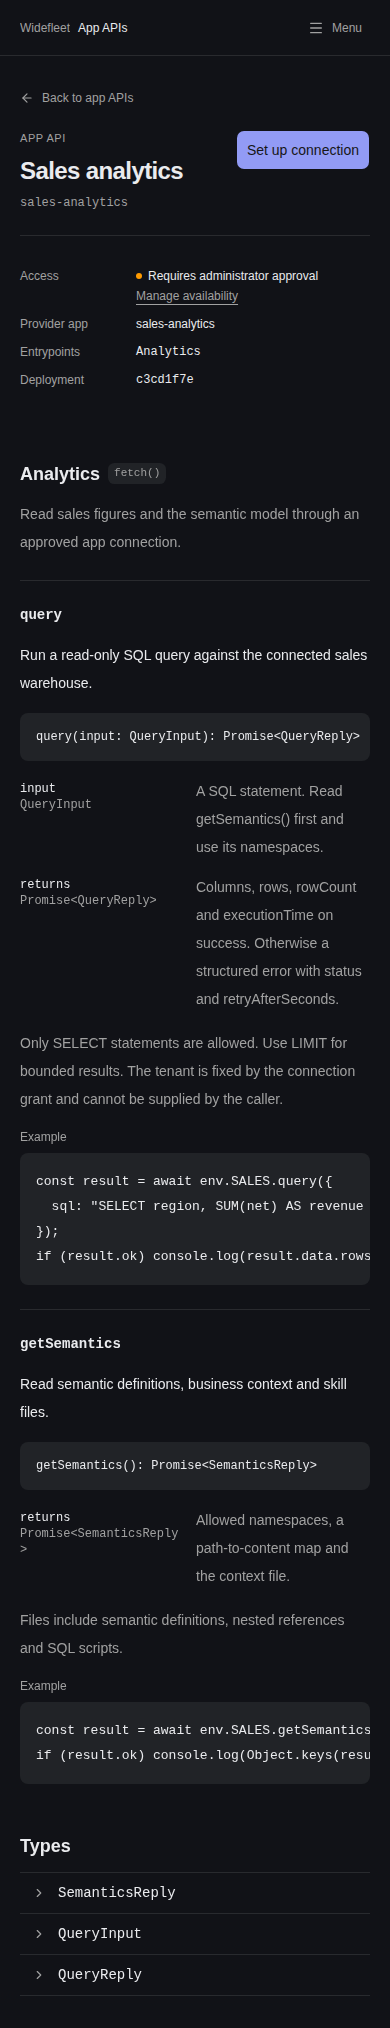 Widefleet App APIs
Menu
Back to app APIs
APP API
Sales analytics
Set up connection
sales-analytics
Access
Requires administrator approval
Manage availability
Provider app
sales-analytics
Entrypoints
Analytics
Deployment
c3cd1f7e
Analytics fetch()
Read sales figures and the semantic model through an
approved app connection.
query
Run a read-only SQL query against the connected sales
warehouse.
query(input: QueryInput): Promise<QueryReply>
input
QueryInput
A SQL statement. Read
getSemantics() first and
use its namespaces.
returns
Promise<QueryReply>
Columns, rows, rowCount
and executionTime on
success. Otherwise a
structured error with status
and retryAfterSeconds.
Only SELECT statements are allowed. Use LIMIT for
bounded results. The tenant is fixed by the connection
grant and cannot be supplied by the caller.
Example
const result = await env.SALES.query({
  sql: "SELECT region, SUM(net) AS revenue
});
if (result.ok) console.log(result.data.rows
getSemantics
Read semantic definitions, business context and skill
files.
getSemantics(): Promise<SemanticsReply>
returns
Promise<SemanticsReply
>
Allowed namespaces, a
path-to-content map and
the context file.
Files include semantic definitions, nested references
and SQL scripts.
Example
const result = await env.SALES.getSemantics
if (result.ok) console.log(Object.keys(resu
Types
SemanticsReply
QueryInput
QueryReply